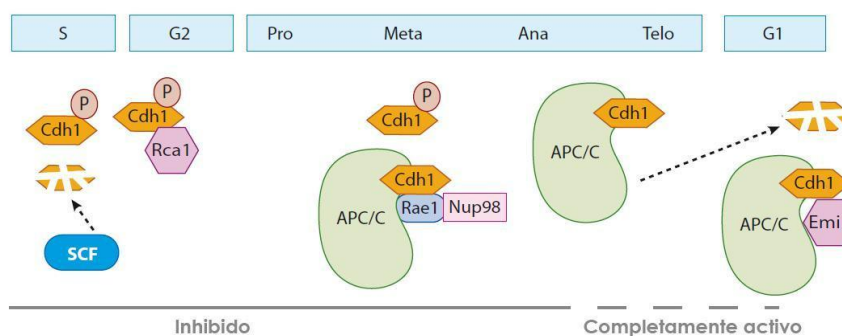 S G2 Pro Meta Ana Telo G1
P
Cdh1
SCF
P
Cdh1
Rca1
P
Cdh1
APC/C
Cdh1
Rae1 Nup98
APC/C
Cdh1
APC/C
Cdh1
Emi
Inhibido Completamente activo